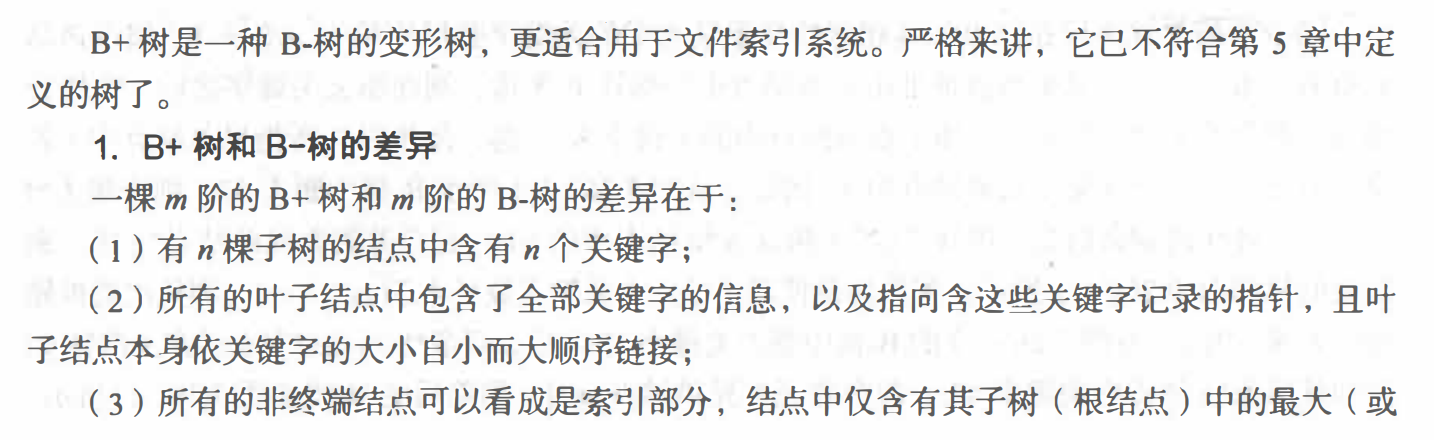 B+树是一种 B-树的变形树，更适合用于文件索引系统。严格来讲，它已不符合第 5 章中定
义的树了。
1. B+ 树和 B-树的差异
一棵 m 阶的 B+ 树和 m 阶的 B-树的差异在于：
（1）有 n 棵子树的结点中含有 n 个关键字；
（2）所有的叶子结点中包含了全部关键字的信息，以及指向含这些关键字记录的指针，且叶
子结点本身依关键字的大小自小而大顺序链接；
（3）所有的非终端结点可以看成是索引部分，结点中仅含有其子树（根结点）中的最大（或